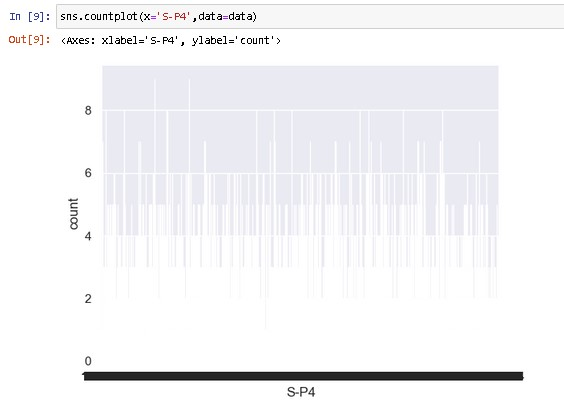 In [9]: sns.countplot(x='S-P4',data=data)
Out[9]: <Axes: xlabel='S-P4', ylabel='count'>
8
6
count
4
2
0
S-P4